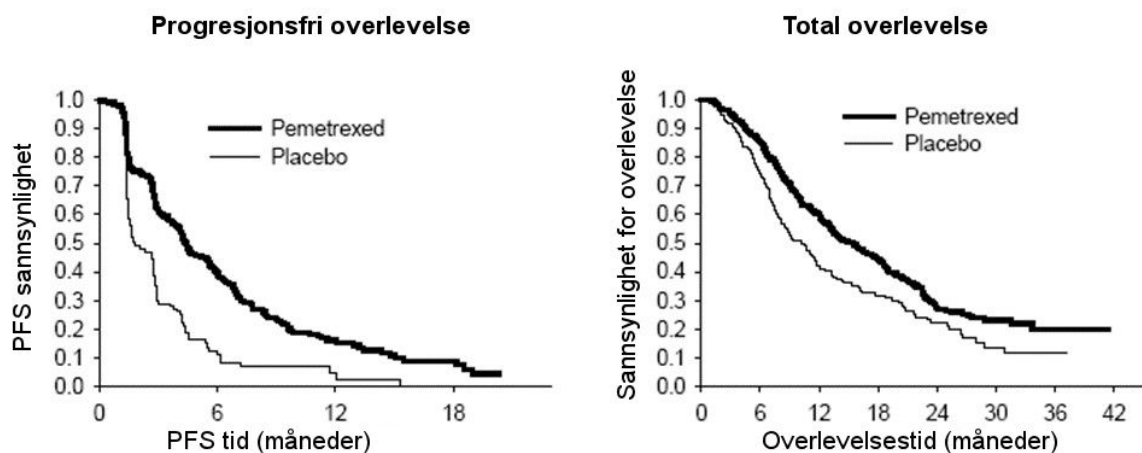 Progresjonsfri overlevelse
PFS sannsynlighet
1.0
0.9
0.8
0.7
0.6
0.5
0.4
0.3
0.2
0.1
0.0
Pemetrexed
Placebo
0 6 12 18
PFS tid (måneder)
Total overlevelse
Sannsynlighet for overlevelse
1.0
0.9
0.8
0.7
0.6
0.5
0.4
0.3
0.2
0.1
0.0
Pemetrexed
Placebo
0 6 12 18 24 30 36 42
Overlevelsestid (måneder)